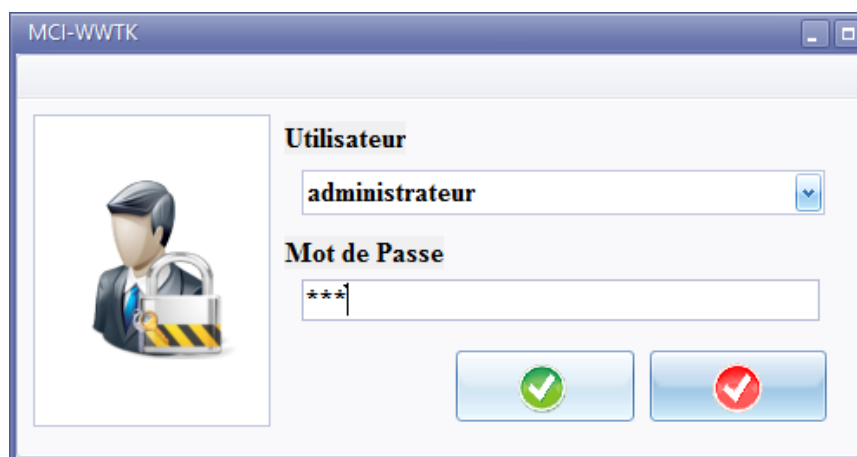 MCI-WWTK
Utilisateur
administrateur
Mot de Passe
***